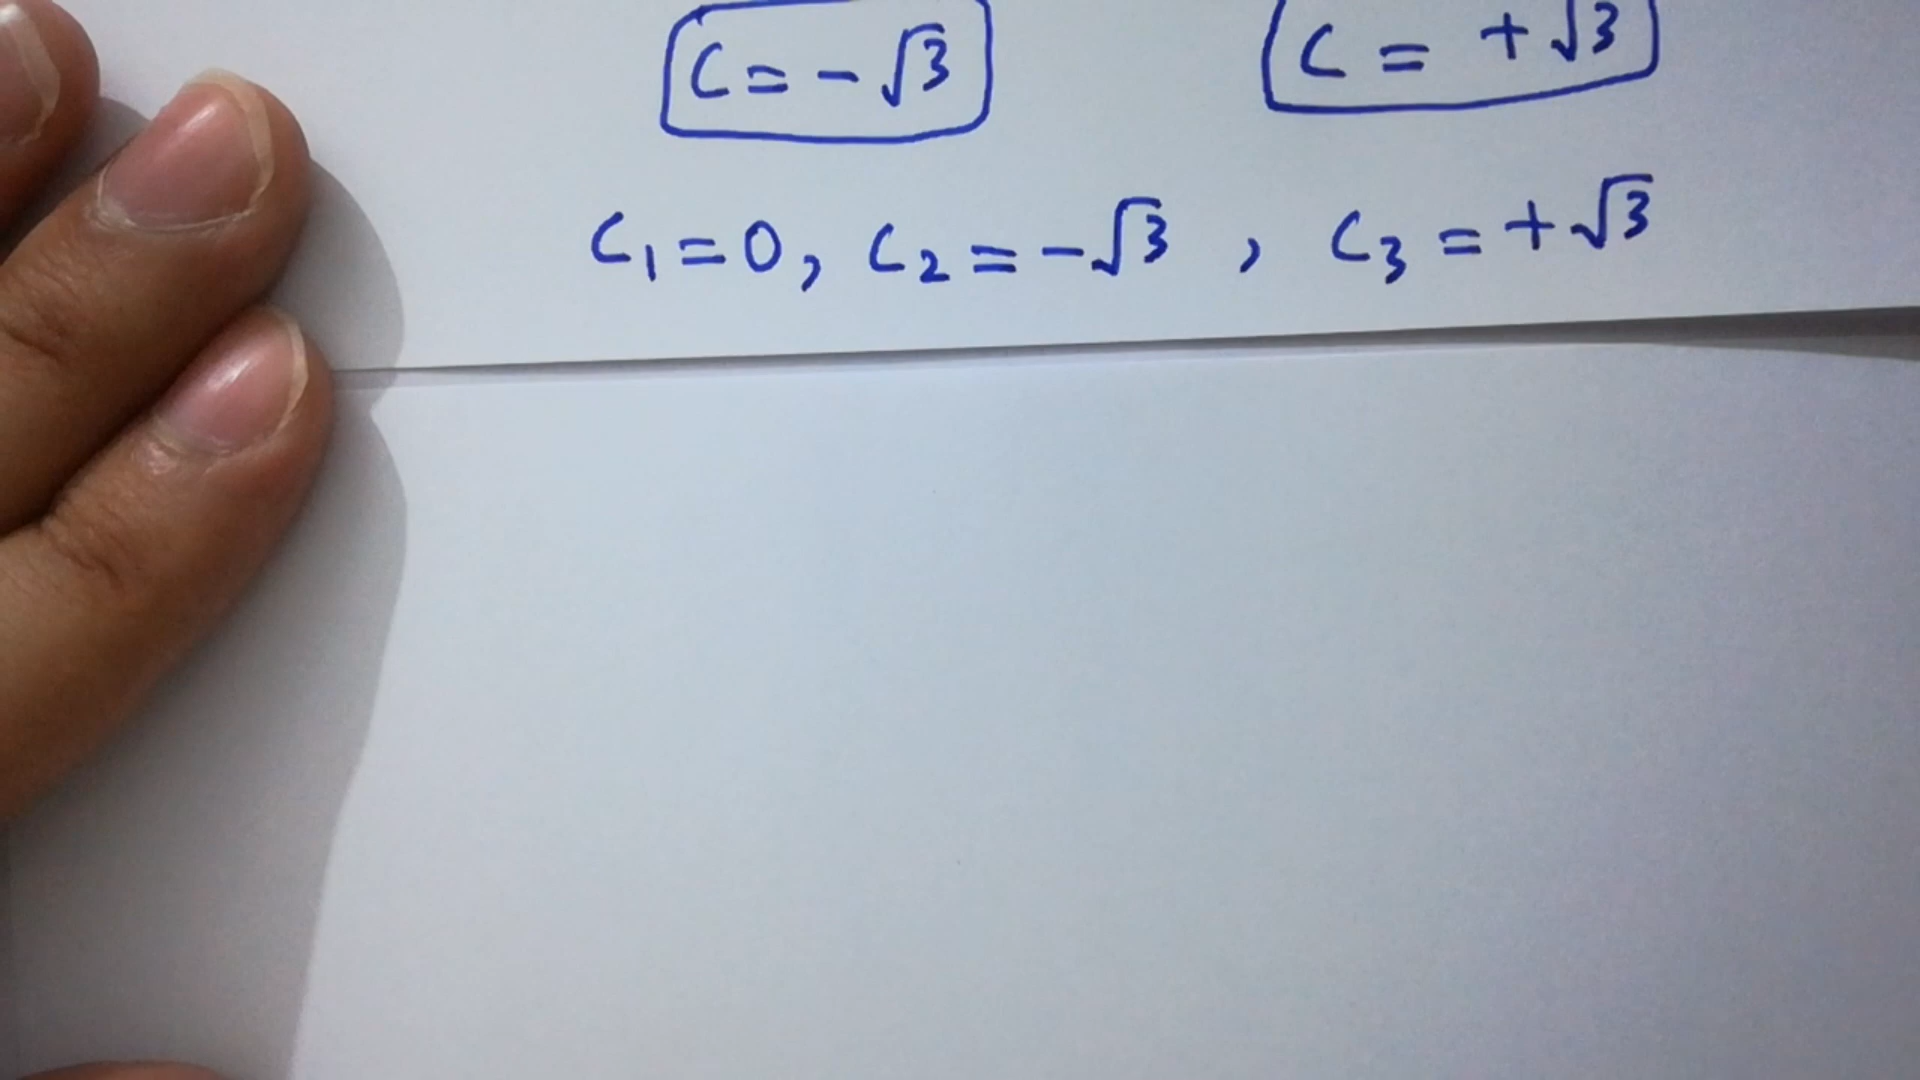 C = -√3 C = +√3
C₁ = 0, C₂ = -√3 , C₃ = +√3